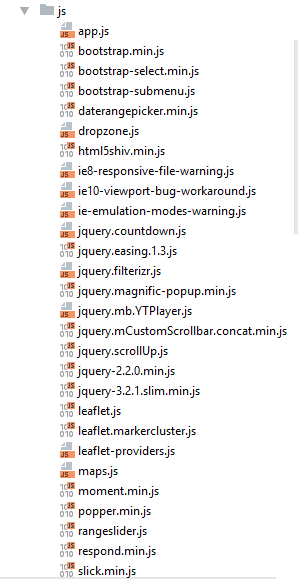 js
app.js
bootstrap.min.js
bootstrap-select.min.js
bootstrap-submenu.js
daterangepicker.min.js
dropzone.js
html5shiv.min.js
ie8-responsive-file-warning.js
ie10-viewport-bug-workaround.js
ie-emulation-modes-warning.js
jquery.countdown.js
jquery.easing.1.3.js
jquery.filterizr.js
jquery.magnific-popup.min.js
jquery.mb.YTPlayer.js
jquery.mCustomScrollbar.concat.min.js
jquery.scrollUp.js
jquery-2.2.0.min.js
jquery-3.2.1.slim.min.js
leaflet.js
leaflet.markercluster.js
leaflet-providers.js
maps.js
moment.min.js
popper.min.js
rangeslider.js
respond.min.js
slick.min.js